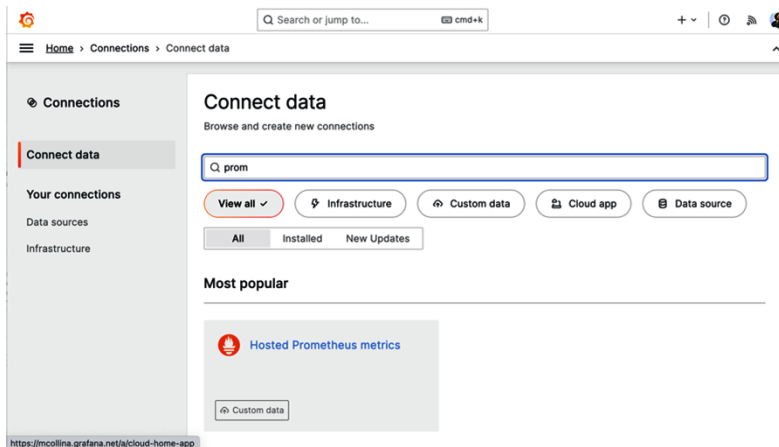 Search or jump to...
cmd+k
Home > Connections > Connect data
Connections
Connect data
Your connections
Data sources
Infrastructure
Connect data
Browse and create new connections
prom
View all
Infrastructure
Custom data
Cloud app
Data source
All
Installed
New Updates
Most popular
Hosted Prometheus metrics
Custom data
https://mcollina.grafana.net/a/cloud-home-app